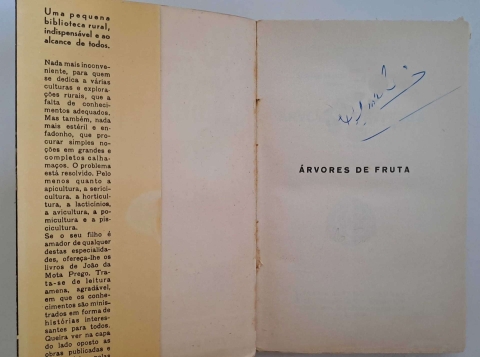 Uma pequena
biblioteca rural,
indispensável e ao
alcance de todos.
Nada mais inconve-
niente, para quem
se dedica a várias
culturas e explora-
ções rurais, que a
falta de conheci-
mentos adequados.
Mas também, nada
mais estéril e en-
fadonho, que pro-
curar simples no-
ções em grandes e
completos calha-
maços. O problema
está resolvido. Pelo
menos quanto a
apicultura, a serici-
cultura, a horticul-
tura, a lacticínios,
a avicultura, a po-
micultura e a pis-
cicultura.
Se o seu filho é
amador de qualquer
destas especialida-
des, ofereça-lhe os
livros de João da
Mota Prego. Tra-
ta-se de leitura
amena, agradável,
em que os conhe-
cimentos são minis-
trados em forma de
histórias interes-
santes para todos.
Queira ver na capa
do lado oposto as
obras publicadas e
ÁRVORES DE FRUTA